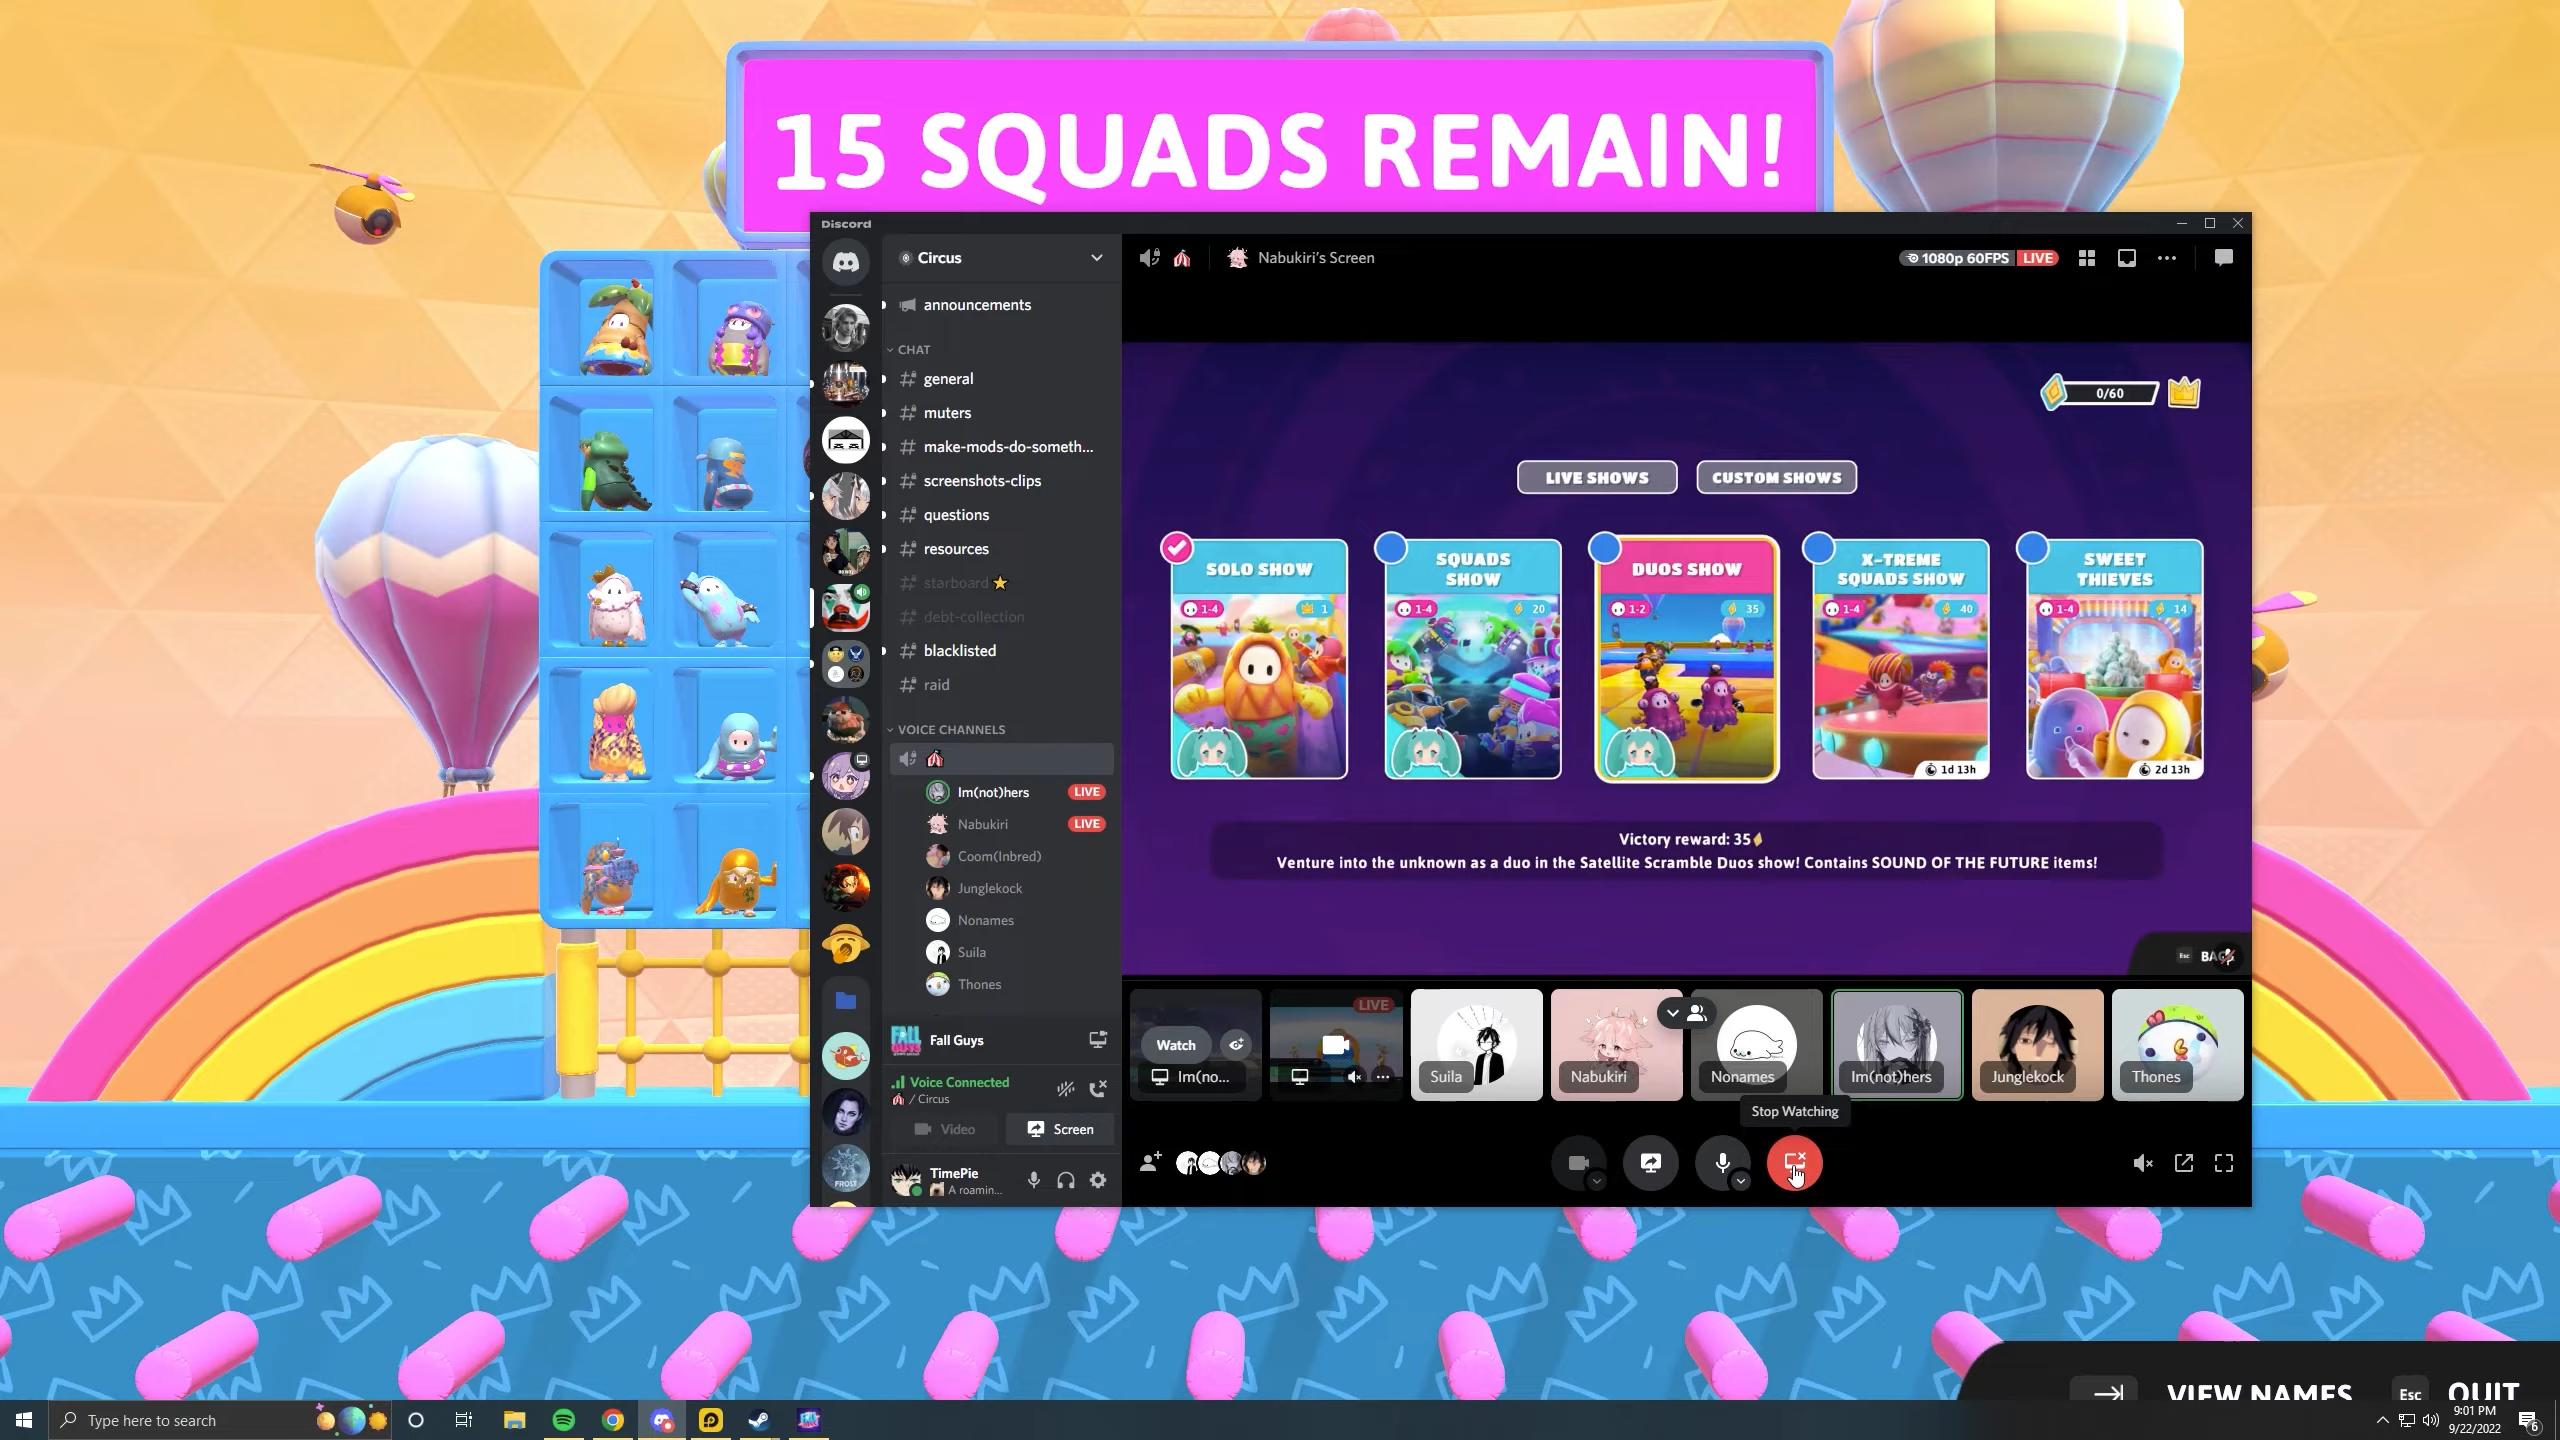 15 SQUADS REMAIN!
Discord
Circus
Nabukiri's Screen
1080p 60FPS LIVE
announcements
CHAT
general
muters
make-mods-do-someth...
screenshots-clips
questions
resources
starboard
debt-collection
blacklisted
raid
VOICE CHANNELS
Im(not)hers LIVE
Nabukiri LIVE
Coom(Inbred)
Junglekock
Nonames
Suila
Thones
FALL GUYS
Fall Guys
Voice Connected
/ Circus
Video Screen
TimePie
A roamin...
FROST
0/60
LIVE SHOWS CUSTOM SHOWS
SOLO SHOW
1-4 1
SQUADS
SHOW
1-4 20
DUOS SHOW
1-2 35
X-TREME
SQUADS SHOW
1-4 40
1d 13h
SWEET
THIEVES
1-4 14
2d 13h
Victory reward: 35
Venture into the unknown as a duo in the Satellite Scramble Duos show! Contains SOUND OF THE FUTURE items!
Esc
Watch
Im(no...
LIVE
Suila
Nabukiri
Nonames
Im(not)hers
Junglekock
Thones
Stop Watching
VIEW NAMES Esc QUIT
Type here to search
9:01 PM
9/22/2022
6